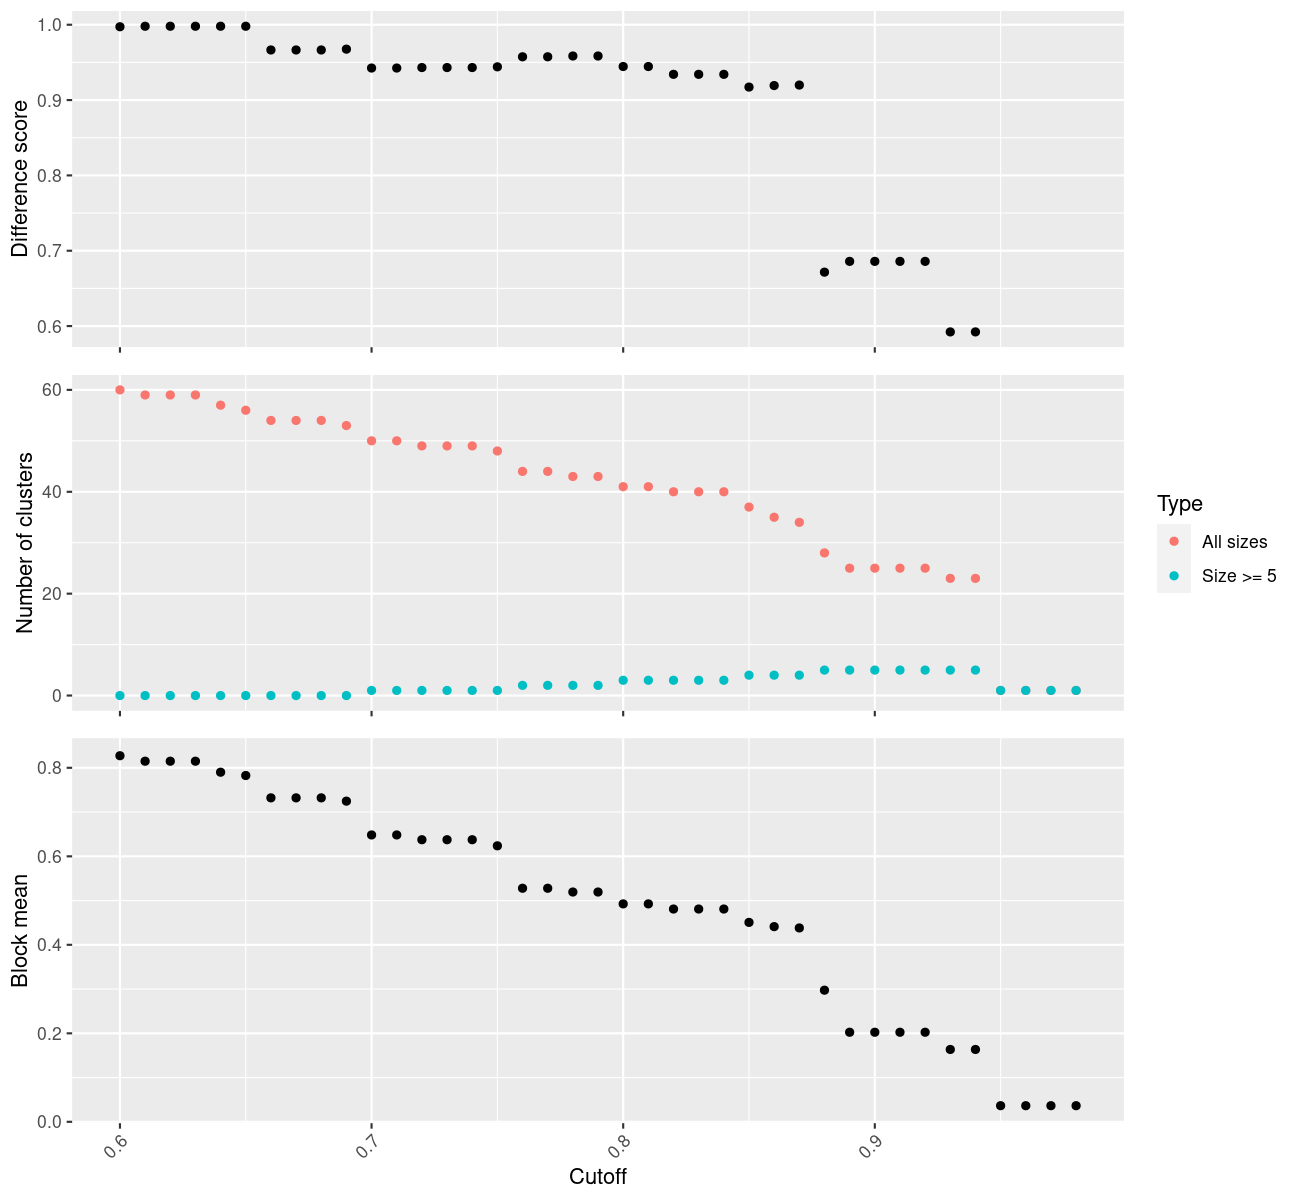 Difference score
1.0
0.9
0.8
0.7
0.6
Number of clusters
60
40
20
0
Type
All sizes
Size >= 5
Block mean
0.8
0.6
0.4
0.2
0.0
0.6
0.7
0.8
0.9
Cutoff